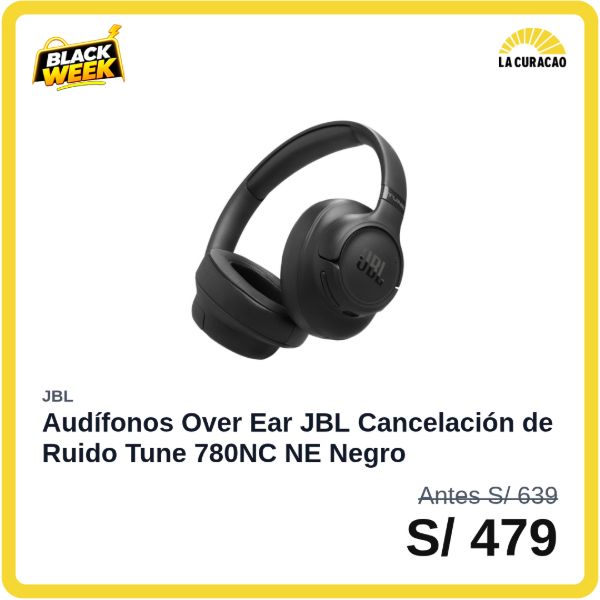 BLACK
WEEK
LA CURACAO
JBL
JBL
Audífonos Over Ear JBL Cancelación de
Ruido Tune 780NC NE Negro
Antes S/ 639
S/ 479